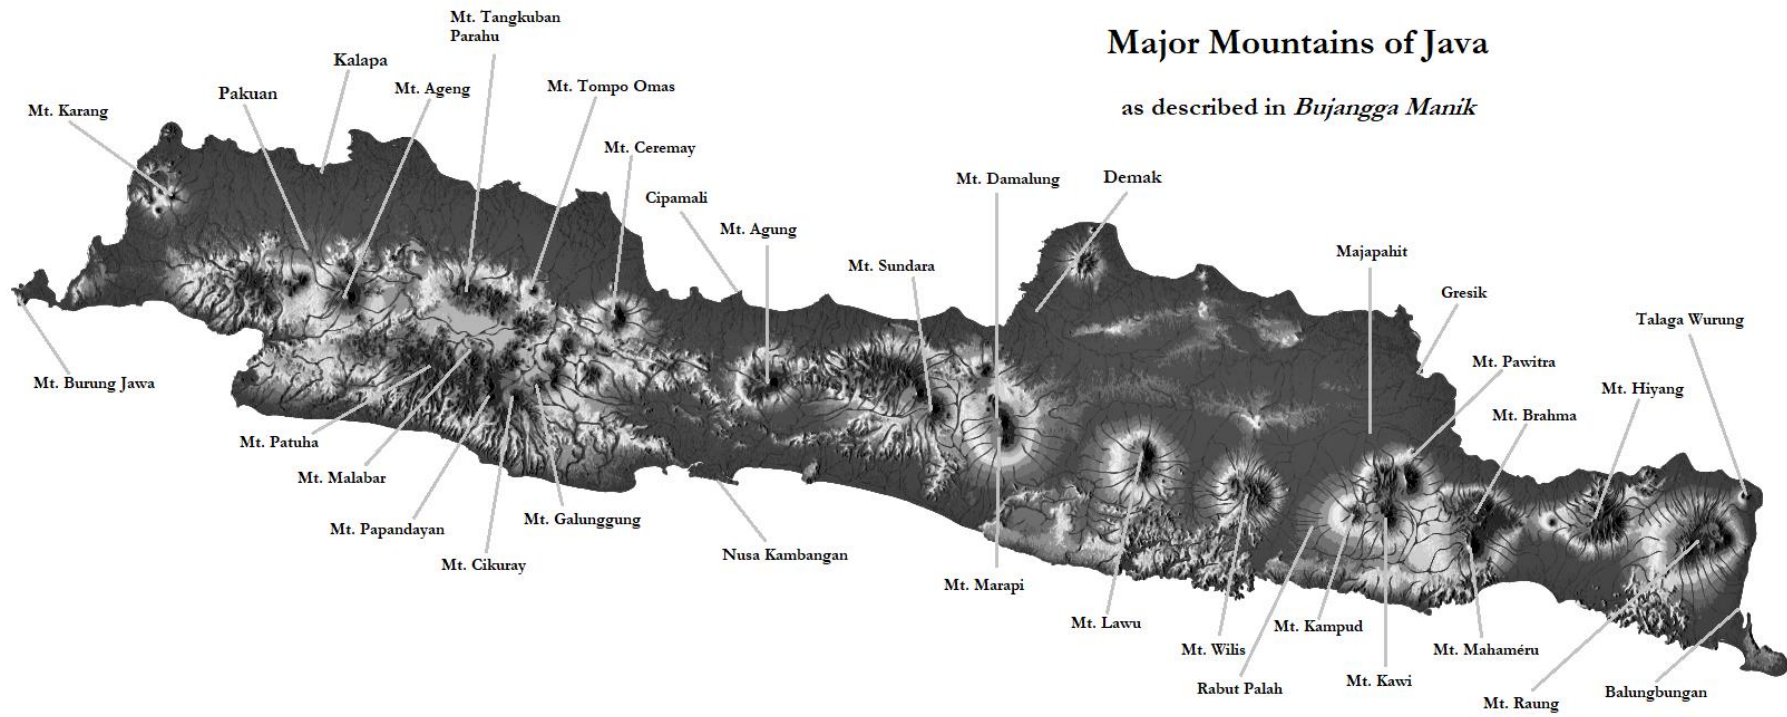 Mt. Tangkuban
Parahu
Major Mountains of Java
Kalapa
Mt. Ageng
Mt. Tompo Omas
Pakuan
Mt. Karang
as described in Bujangga Manik
Mt. Ceremay
Mt. Damalung
Demak
Cipamali
Mt. Agung
Mt. Sundara
Majapahit
Gresik
Talaga Wurung
Mt. Pawitra
Mt. Burung Jawa
Mt. Hiyang
Mt. Brahma
Mt. Patuha
Mt. Malabar
Mt. Galunggung
Mt. Papandayan
Nusa Kambangan
Mt. Cikuray
Mt. Marapi
Mt. Lawu
Mt. Kampud
Mt. Wilis
Mt. Mahaméru
Mt. Kawi
Rabut Palah
Balungbungan
Mt. Raung